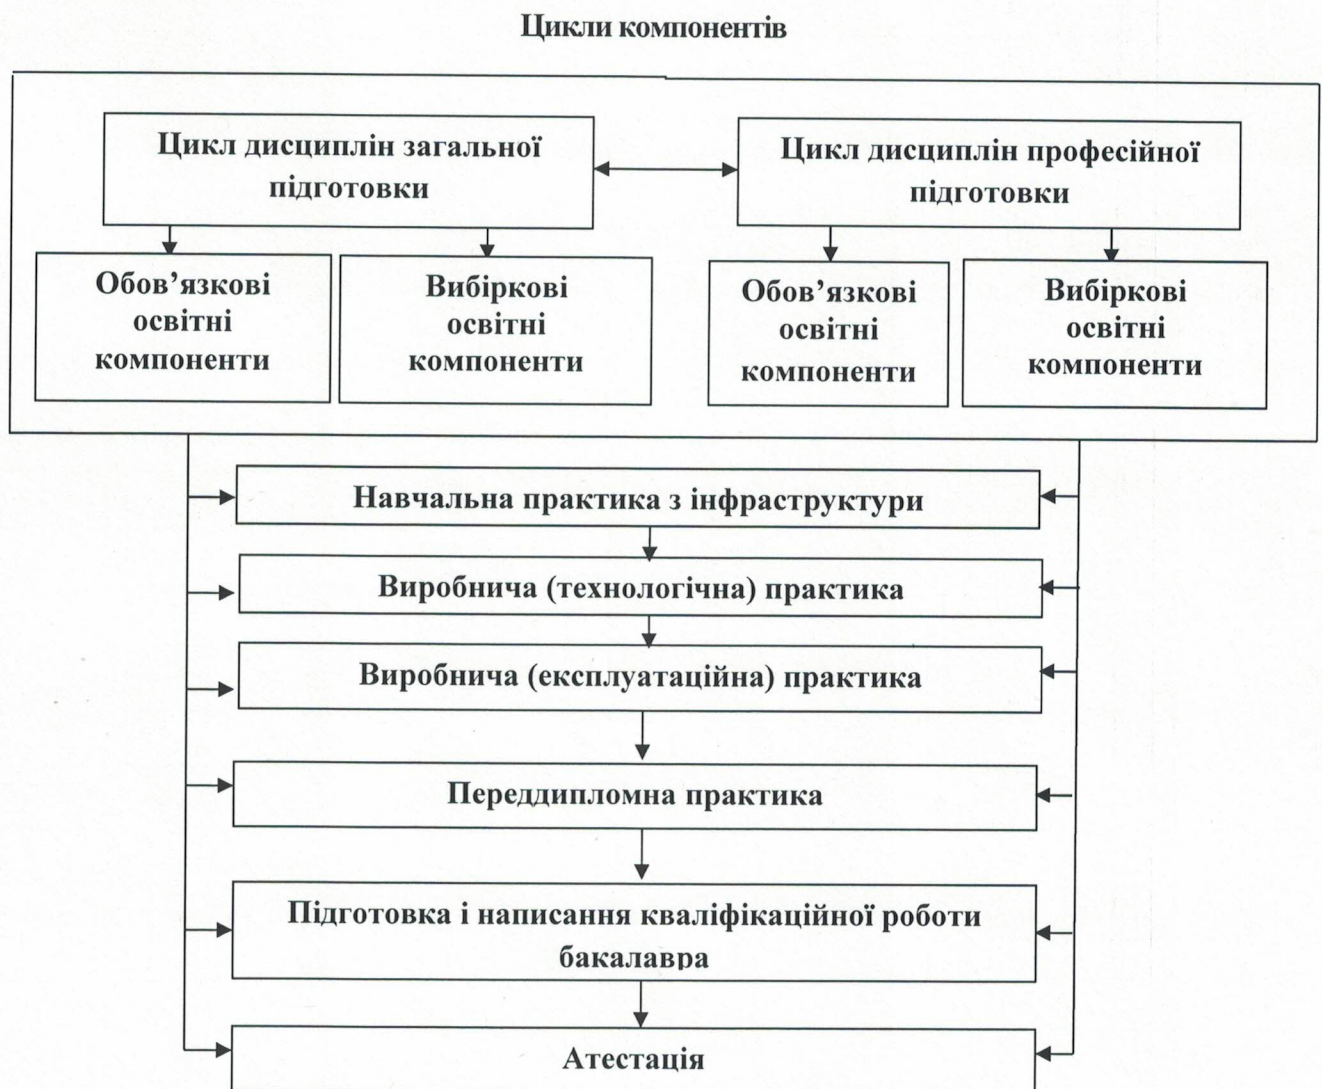 Цикли компонентів
Цикл дисциплін загальної
підготовки
Цикл дисциплін професійної
підготовки
Обов’язкові
освітні
компоненти
Вибіркові
освітні
компоненти
Обов’язкові
освітні
компоненти
Вибіркові
освітні
компоненти
Навчальна практика з інфраструктури
Виробнича (технологічна) практика
Виробнича (експлуатаційна) практика
Переддипломна практика
Підготовка і написання кваліфікаційної роботи
бакалавра
Атестація